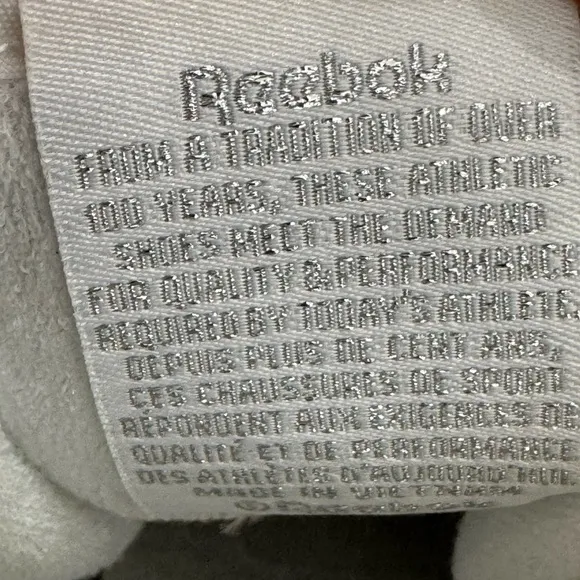 Reebok
FROM A TRADITION OF OVER
100 YEARS, THESE ATHLETIC
SHOES MEET THE DEMAND
FOR QUALITY & PERFORMANCE
REQUIRED BY TODAY'S ATHLETE.
DEPUIS PLUS DE CENT ANS,
CES CHAUSSURES DE SPORT
RÉPONDENT AUX EXIGENCES DE
QUALITÉ ET DE PERFORMANCE
DES ATHLÈTES D'AUJOURD'HUI.
MADE IN VIETNAM
©Reebok